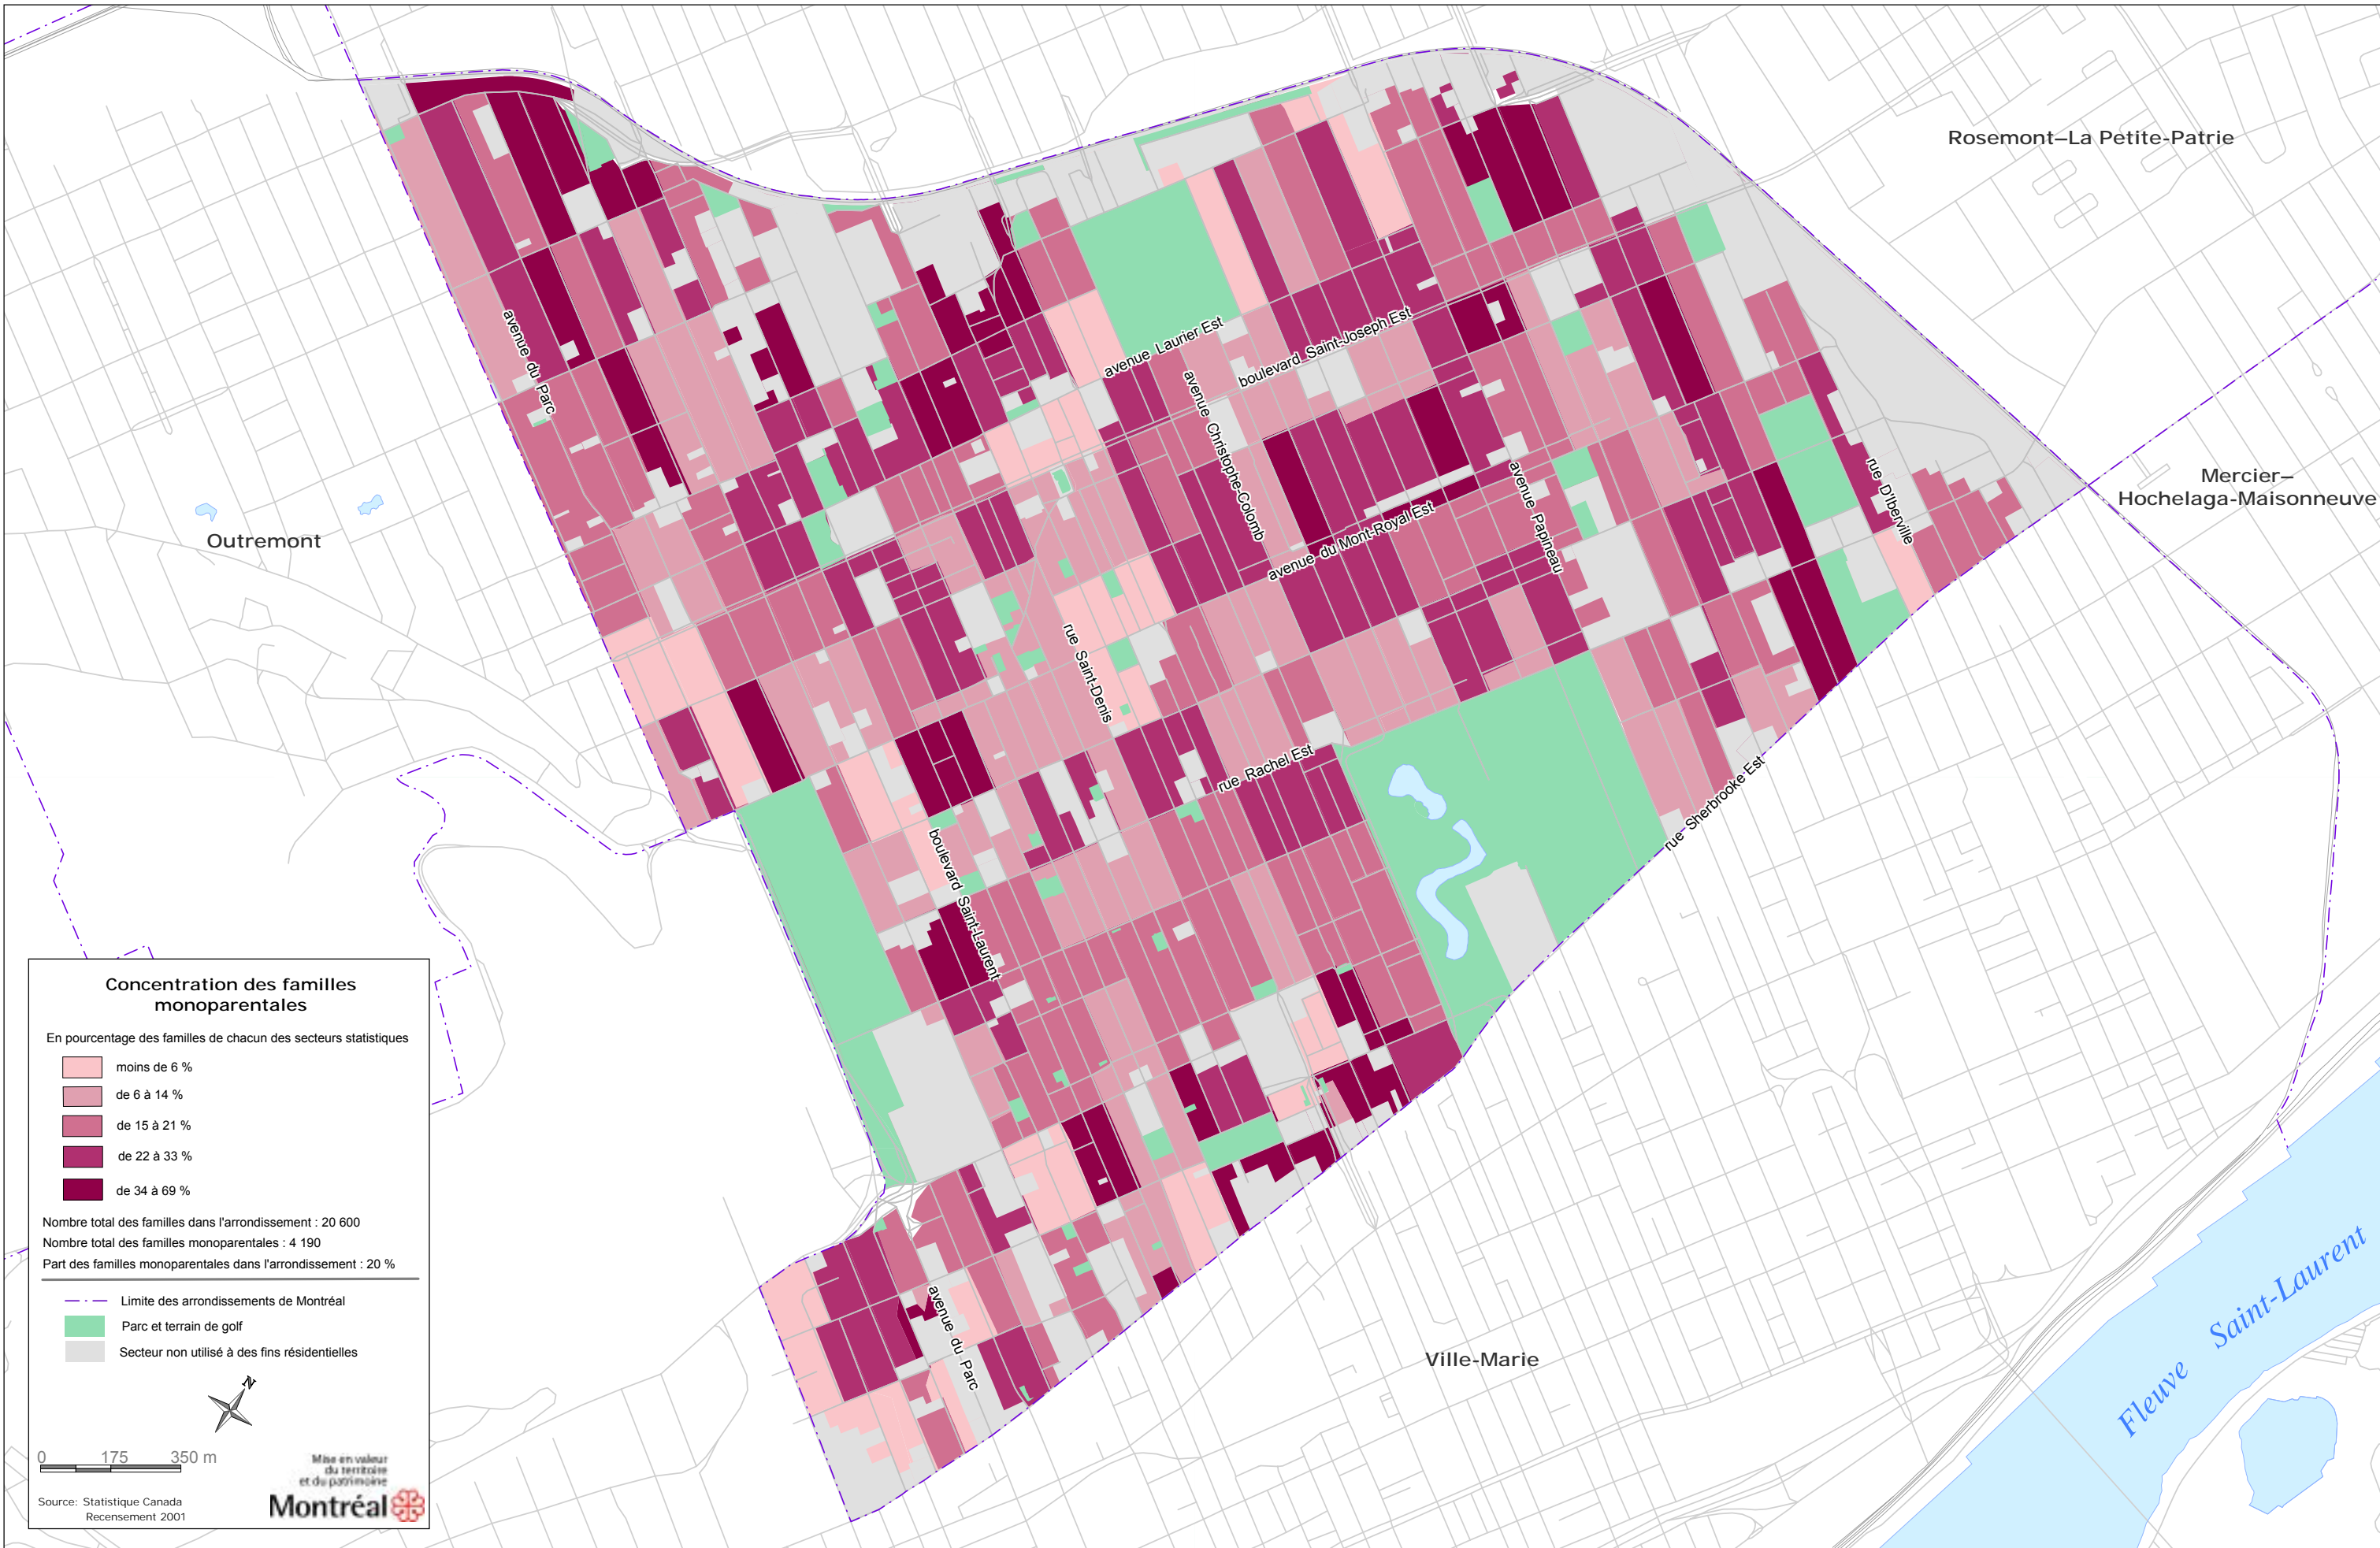 Rosemont–La Petite-Patrie
Mercier–
Hochelaga-Maisonneuve
Outremont
Ville-Marie
Fleuve Saint-Laurent
avenue du Parc
avenue Laurier Est
boulevard Saint-Joseph Est
avenue Christophe-Colomb
avenue du Mont-Royal Est
avenue Papineau
rue D'Iberville
rue Saint-Denis
rue Rachel Est
rue Sherbrooke Est
boulevard Saint-Laurent
avenue du Parc
Concentration des familles
monoparentales
En pourcentage des familles de chacun des secteurs statistiques
moins de 6 %
de 6 à 14 %
de 15 à 21 %
de 22 à 33 %
de 34 à 69 %
Nombre total des familles dans l'arrondissement : 20 600
Nombre total des familles monoparentales : 4 190
Part des familles monoparentales dans l'arrondissement : 20 %
Limite des arrondissements de Montréal
Parc et terrain de golf
Secteur non utilisé à des fins résidentielles
N
0 175 350 m
Mise en valeur
du territoire
et du patrimoine
Montréal
Source: Statistique Canada
Recensement 2001